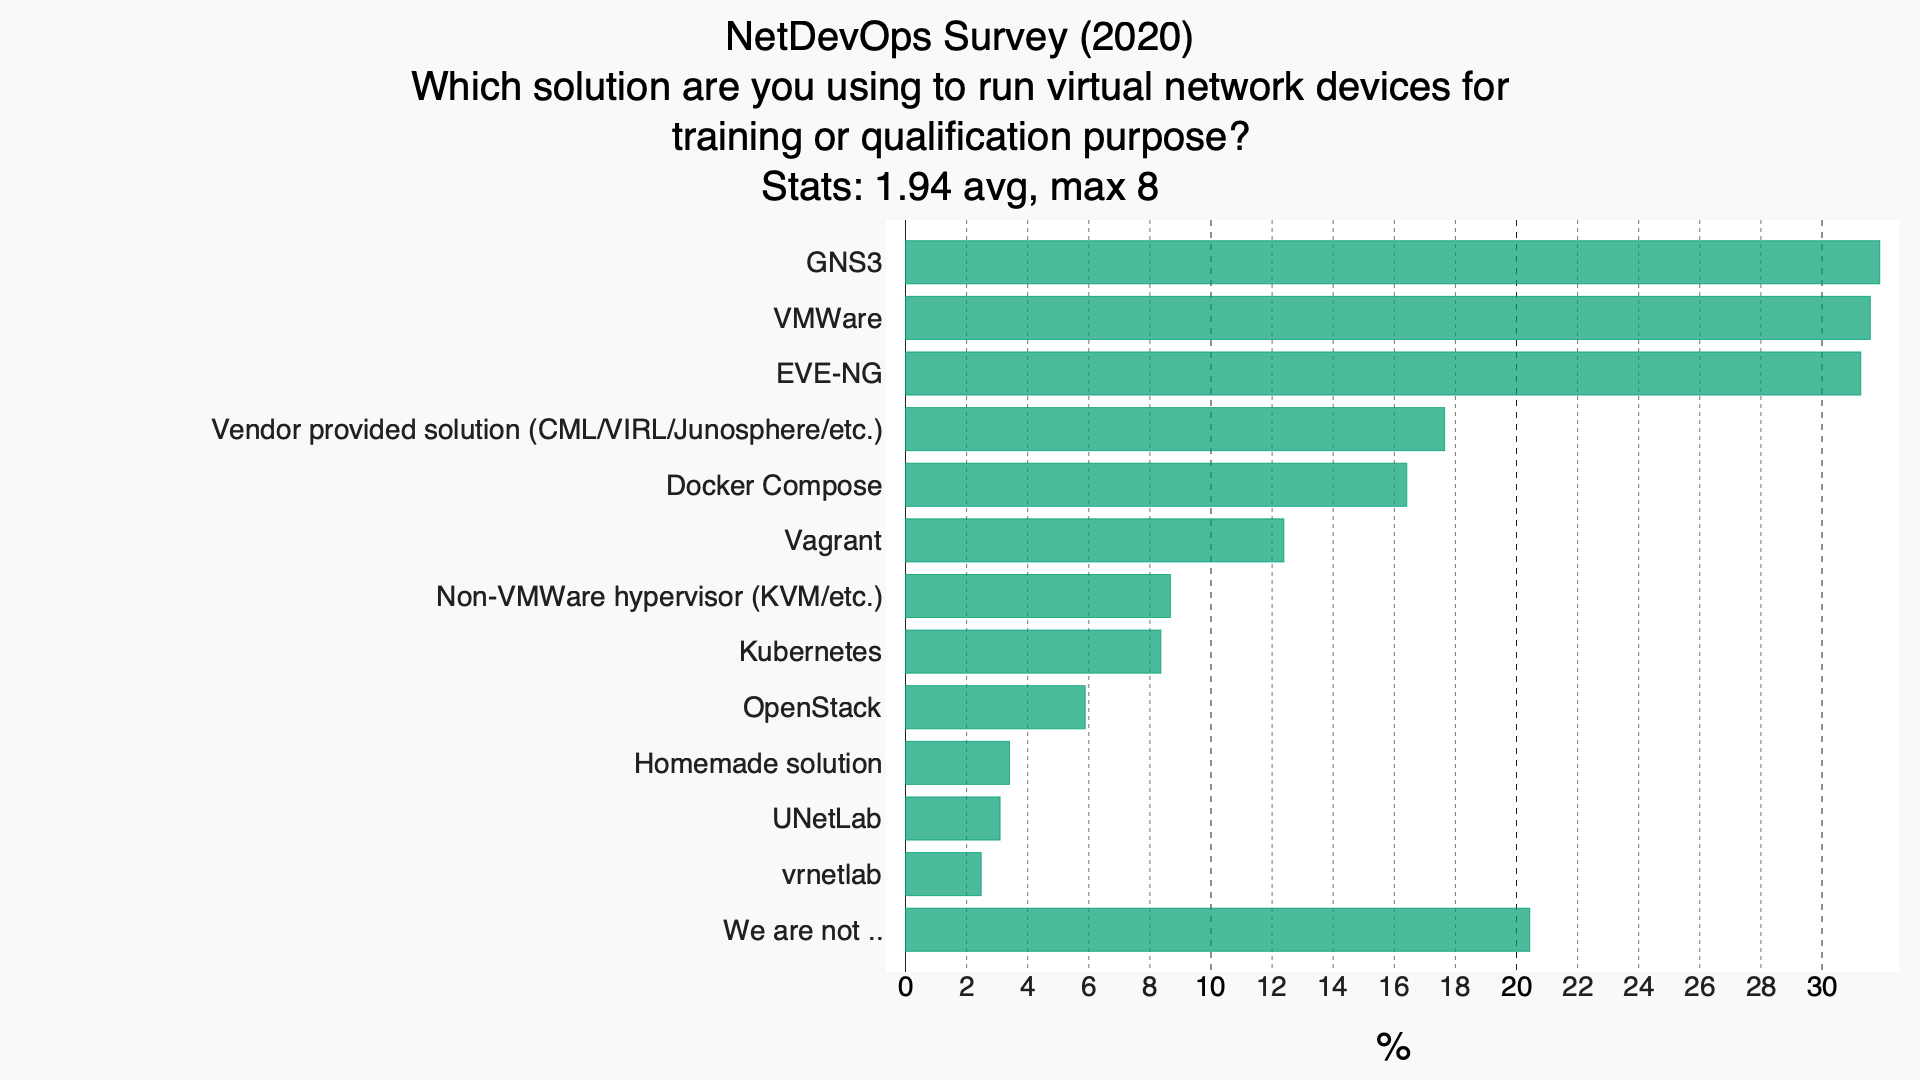 NetDevOps Survey (2020)
Which solution are you using to run virtual network devices for
training or qualification purpose?
Stats: 1.94 avg, max 8
GNS3
VMWare
EVE-NG
Vendor provided solution (CML/VIRL/Junosphere/etc.)
Docker Compose
Vagrant
Non-VMWare hypervisor (KVM/etc.)
Kubernetes
OpenStack
Homemade solution
UNetLab
vrnetlab
We are not ..
0 2 4 6 8 10 12 14 16 18 20 22 24 26 28 30
%